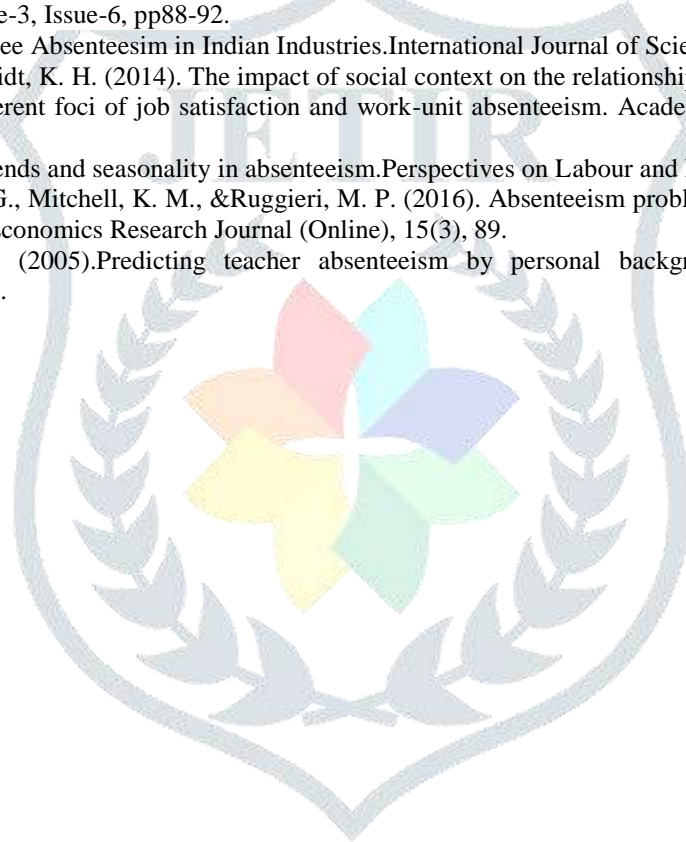 e-3, Issue-6, pp88-92.
ee Absenteesim in Indian Industries.International Journal of Scie
idt, K. H. (2014). The impact of social context on the relationship
erent foci of job satisfaction and work-unit absenteeism. Acade
JETIR
ends and seasonality in absenteeism.Perspectives on Labour and
G., Mitchell, K. M., &Ruggieri, M. P. (2016). Absenteeism probl
Economics Research Journal (Online), 15(3), 89.
(2005).Predicting teacher absenteeism by personal backgr
.